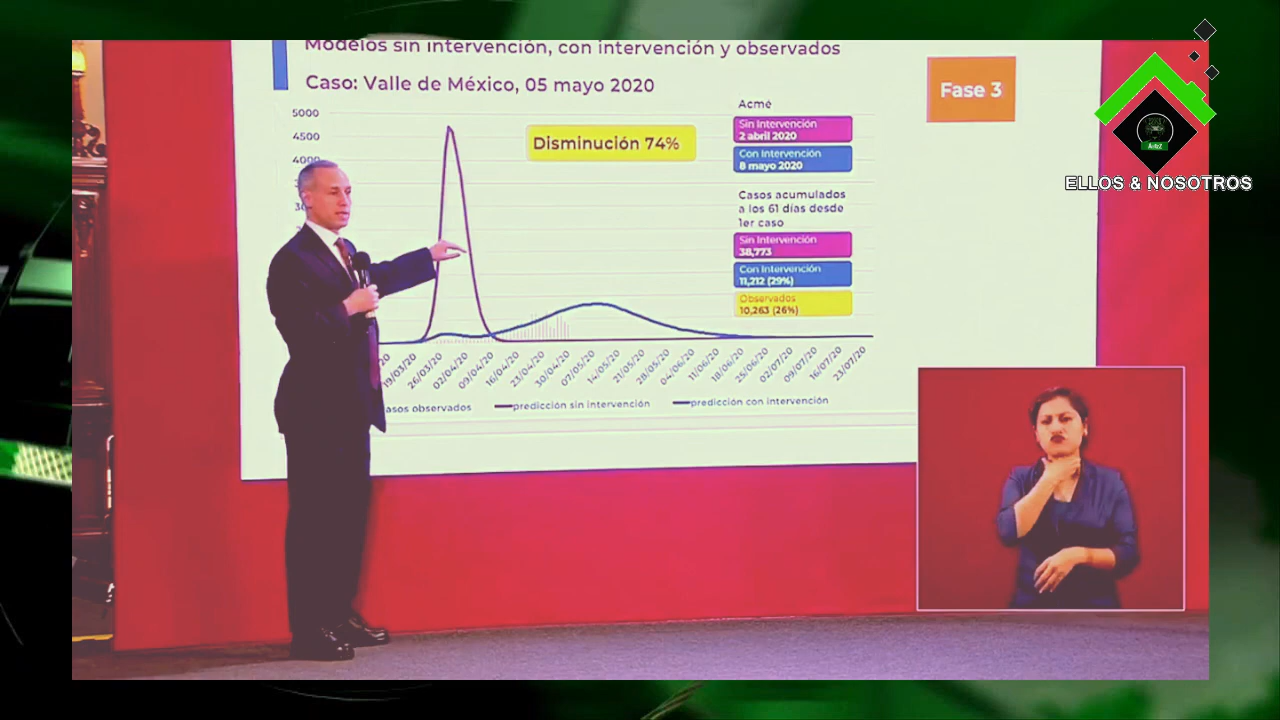 Modelos sin intervención, con intervención y observados
Caso: Valle de México, 05 mayo 2020
Fase 3
5000
4500
4000
Disminución 74%
Acmé
Sin Intervención
2 abril 2020
Con Intervención
8 mayo 2020
Casos acumulados
a los 61 días desde
1er caso
Sin Intervención
38,773
Con Intervención
11,212 (29%)
Observados
10,263 (26%)
19/03/20
26/03/20
02/04/20
09/04/20
16/04/20
23/04/20
30/04/20
07/05/20
14/05/20
21/05/20
28/05/20
04/06/20
11/06/20
18/06/20
25/06/20
02/07/20
09/07/20
16/07/20
23/07/20
asos observados
predicción sin intervención
predicción con intervención
ELLOS & NOSOTROS